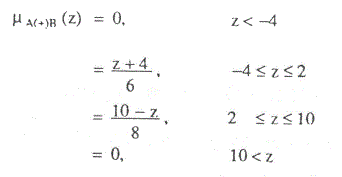 μ A(+)B (z) = 0, z < –4
= z + 4 / 6 , –4 ≤ z ≤ 2
= 10 – z / 8 , 2 ≤ z ≤ 10
= 0, 10 < z